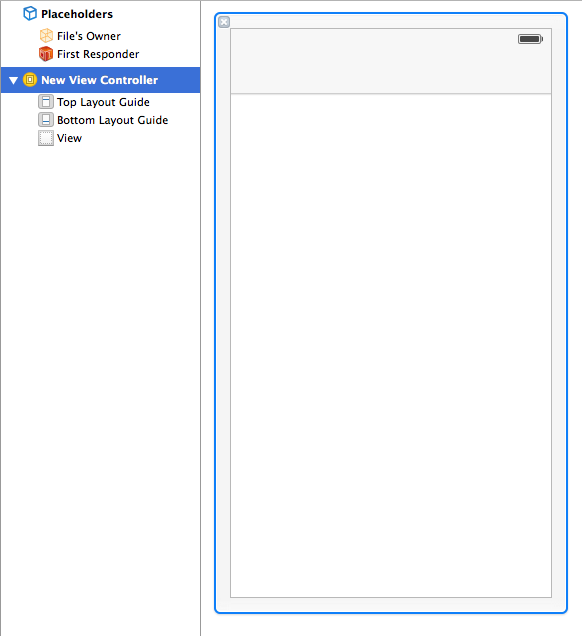 Placeholders
File's Owner
First Responder
New View Controller
Top Layout Guide
Bottom Layout Guide
View